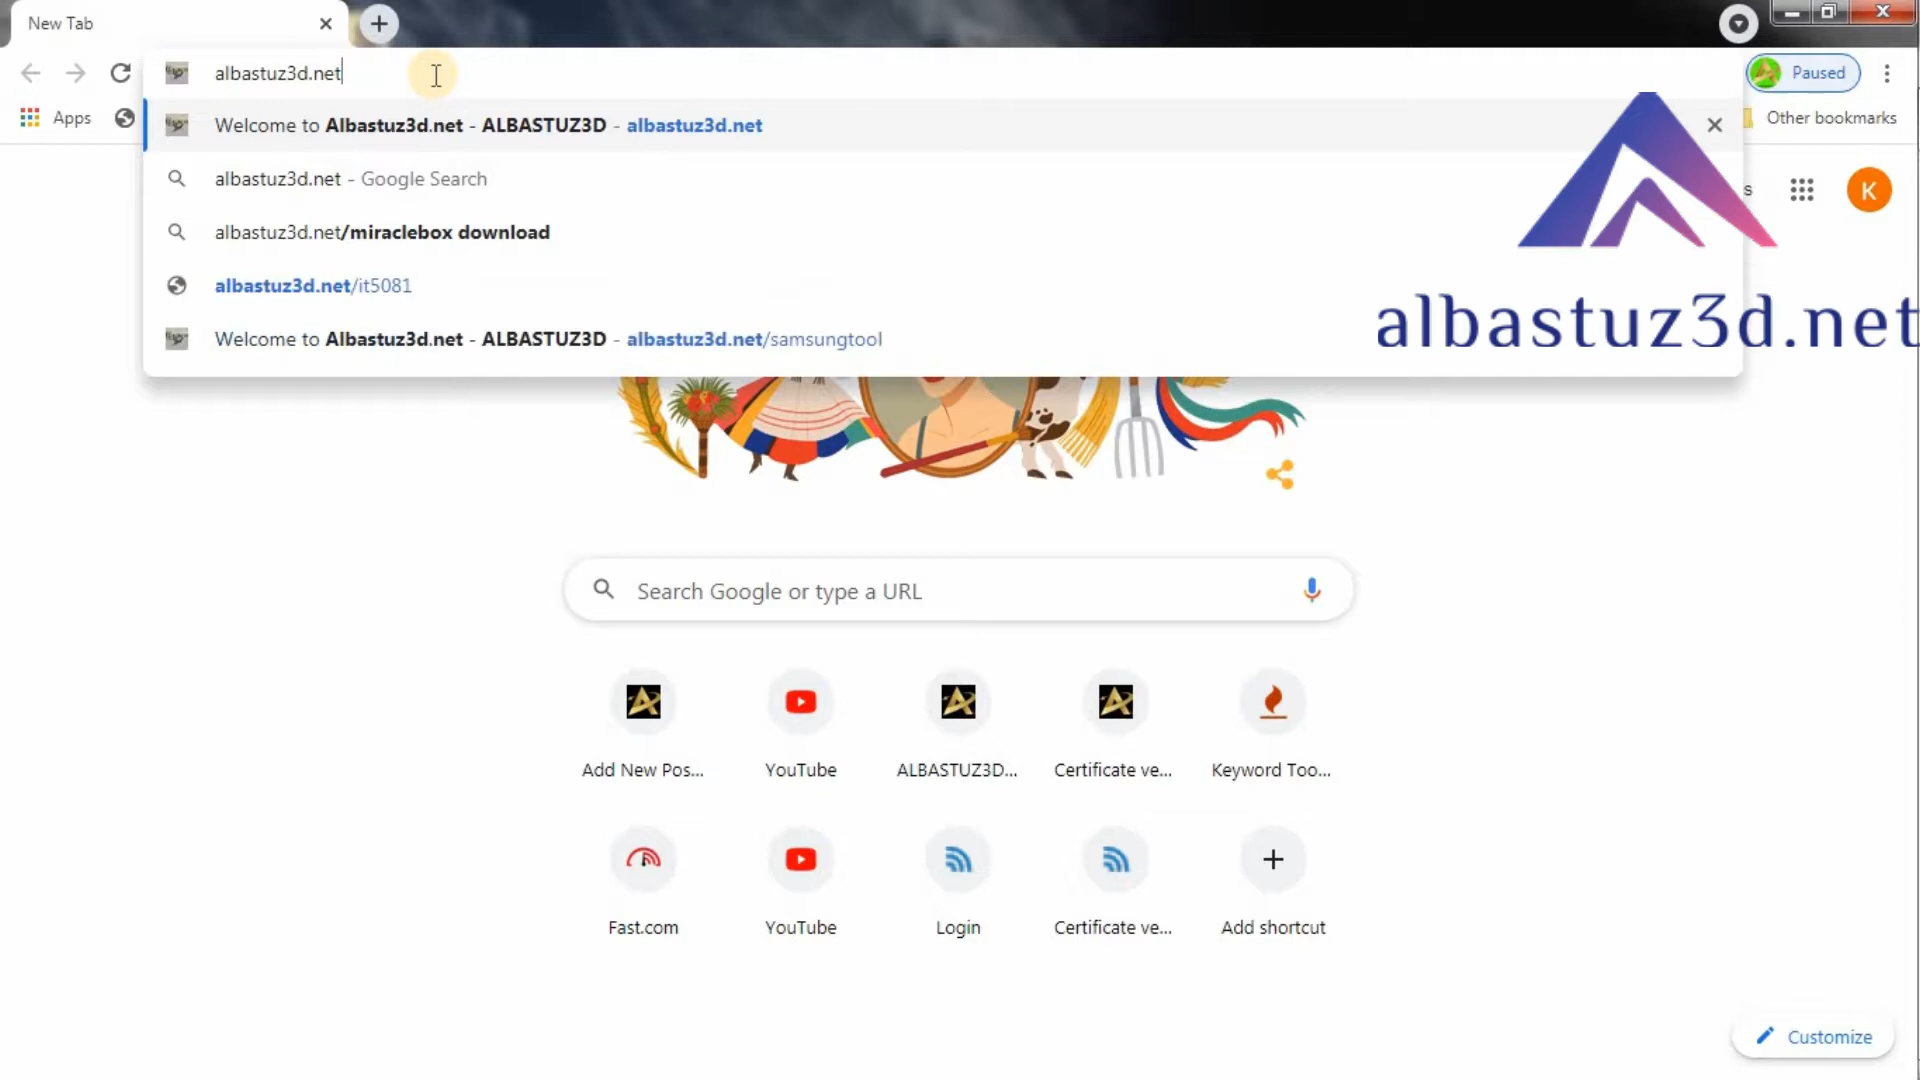 New Tab
albastuz3d.net
Paused
Apps
Other bookmarks
Welcome to Albastuz3d.net - ALBASTUZ3D - albastuz3d.net
albastuz3d.net - Google Search
albastuz3d.net/miraclebox download
albastuz3d.net/it5081
Welcome to Albastuz3d.net - ALBASTUZ3D - albastuz3d.net/samsungtool
s
K
albastuz3d.net
Search Google or type a URL
Add New Pos...
YouTube
ALBASTUZ3D...
Certificate ve...
Keyword Too...
Fast.com
YouTube
Login
Certificate ve...
Add shortcut
Customize